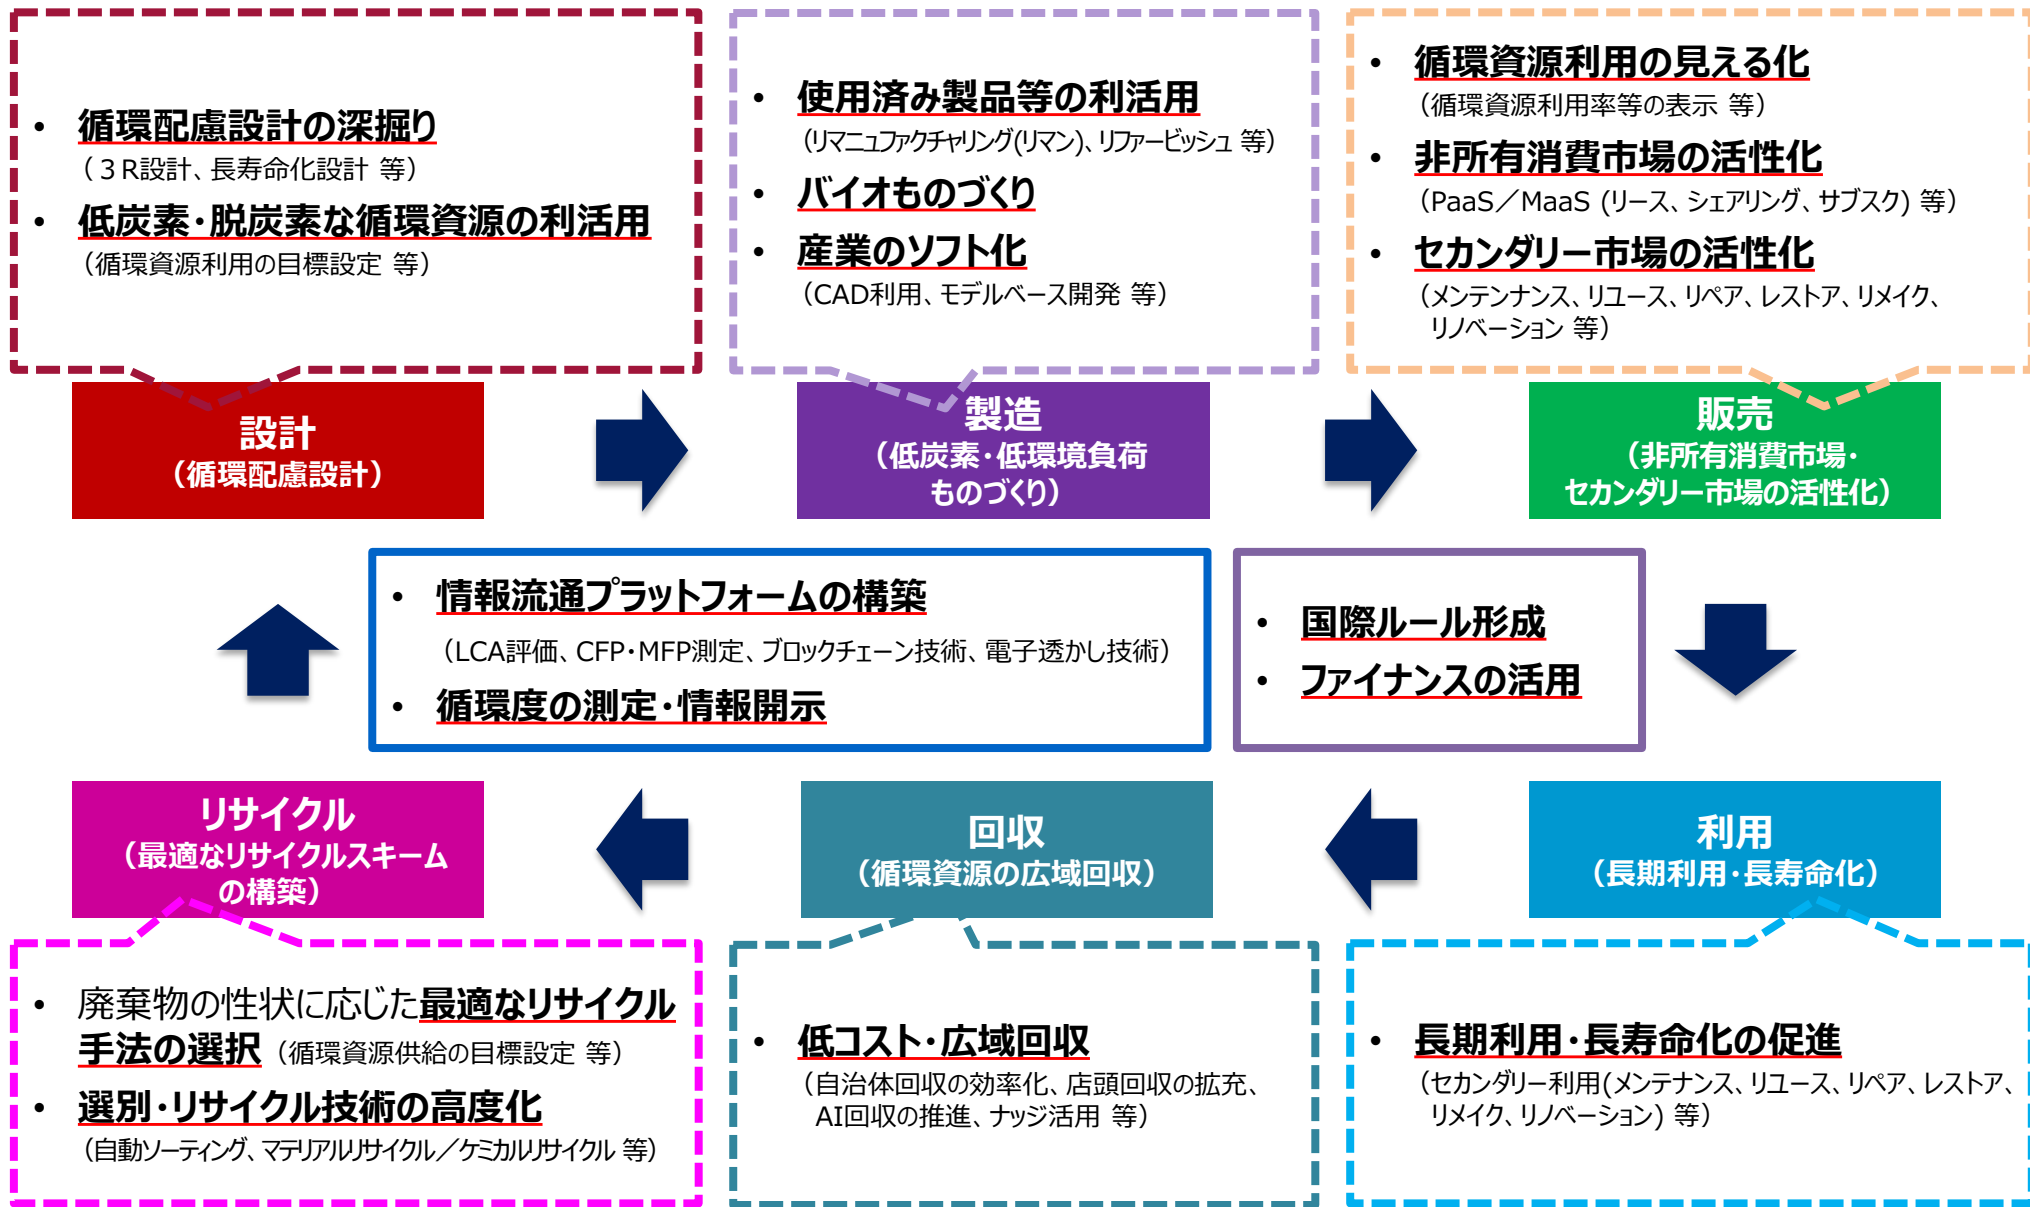 • 循環配慮設計の深掘り
（３R設計、長寿命化設計 等）
• 低炭素・脱炭素な循環資源の利活用
（循環資源利用の目標設定 等）
• 使用済み製品等の利活用
（リマニュファクチャリング(リマン)、リファービッシュ 等）
• バイオものづくり
• 産業のソフト化
（CAD利用、モデルベース開発 等）
• 循環資源利用の見える化
（循環資源利用率等の表示 等）
• 非所有消費市場の活性化
（PaaS／MaaS (リース、シェアリング、サブスク) 等）
• セカンダリー市場の活性化
（メンテンナンス、リユース、リペア、レストア、リメイク、
リノベーション 等）
設計
（循環配慮設計）
製造
（低炭素・低環境負荷
ものづくり）
販売
（非所有消費市場・
セカンダリー市場の活性化）
• 情報流通プラットフォームの構築
（LCA評価、CFP・MFP測定、ブロックチェーン技術、電子透かし技術）
• 循環度の測定・情報開示
• 国際ルール形成
• ファイナンスの活用
リサイクル
（最適なリサイクルスキーム
の構築）
回収
（循環資源の広域回収）
利用
（長期利用・長寿命化）
• 廃棄物の性状に応じた最適なリサイクル
手法の選択（循環資源供給の目標設定 等）
• 選別・リサイクル技術の高度化
（自動ソーティング、マテリアルリサイクル／ケミカルリサイクル 等）
• 低コスト・広域回収
（自治体回収の効率化、店頭回収の拡充、
AI回収の推進、ナッジ活用 等）
• 長期利用・長寿命化の促進
（セカンダリー利用(メンテナンス、リユース、リペア、レストア、
リメイク、リノベーション) 等）